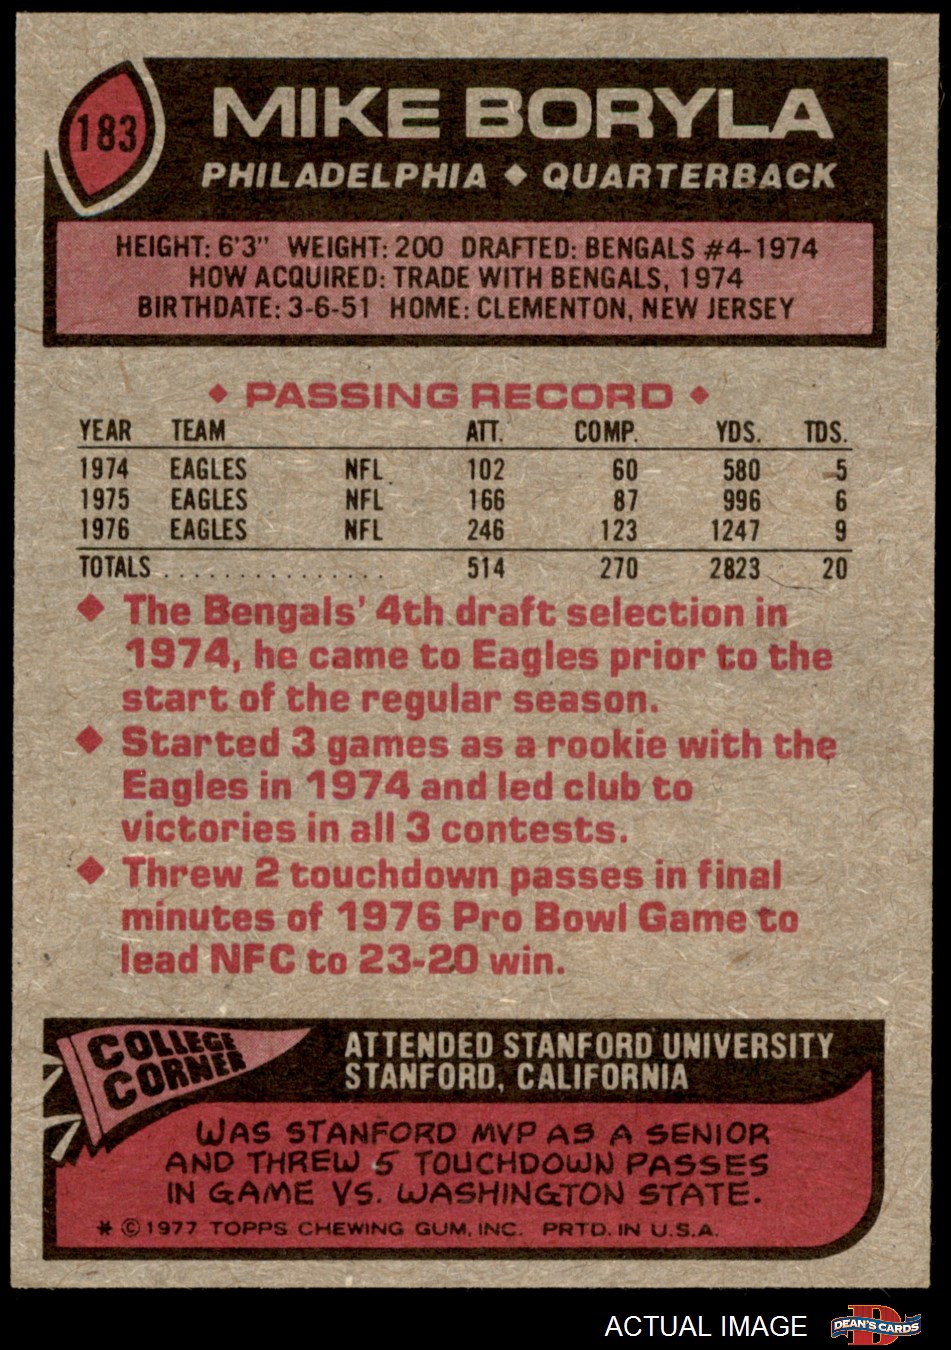 183
MIKE BORYLA
PHILADELPHIA ◆ QUARTERBACK
HEIGHT: 6'3" WEIGHT: 200 DRAFTED: BENGALS #4-1974
HOW ACQUIRED: TRADE WITH BENGALS, 1974
BIRTHDATE: 3-6-51 HOME: CLEMENTON, NEW JERSEY
◆ PASSING RECORD ◆
YEAR TEAM ATT. COMP. YDS. TDS.
1974 EAGLES NFL 102 60 580 5
1975 EAGLES NFL 166 87 996 6
1976 EAGLES NFL 246 123 1247 9
TOTALS . . . . . . . . . . . . . . . . 514 270 2823 20
◆ The Bengals' 4th draft selection in
1974, he came to Eagles prior to the
start of the regular season.
◆ Started 3 games as a rookie with the
Eagles in 1974 and led club to
victories in all 3 contests.
◆ Threw 2 touchdown passes in final
minutes of 1976 Pro Bowl Game to
lead NFC to 23-20 win.
COLLEGE
CORNER
ATTENDED STANFORD UNIVERSITY
STANFORD, CALIFORNIA
WAS STANFORD MVP AS A SENIOR
AND THREW 5 TOUCHDOWN PASSES
IN GAME VS. WASHINGTON STATE.
* © 1977 TOPPS CHEWING GUM, INC. PRTD. IN U.S.A.
ACTUAL IMAGE
D
DEAN'S CARDS